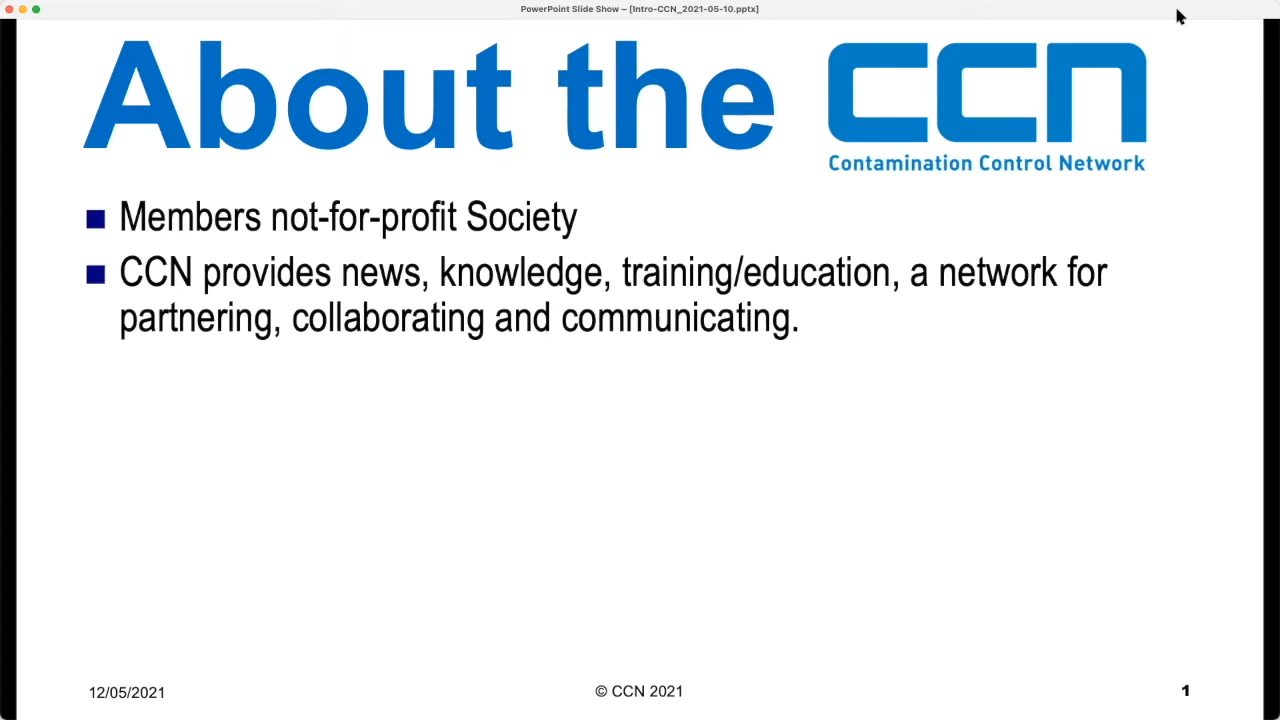 PowerPoint Slide Show – [Intro-CCN_2021-05-10.pptx]
About the CCN
Contamination Control Network
Members not-for-profit Society
CCN provides news, knowledge, training/education, a network for
partnering, collaborating and communicating.
12/05/2021 © CCN 2021 1